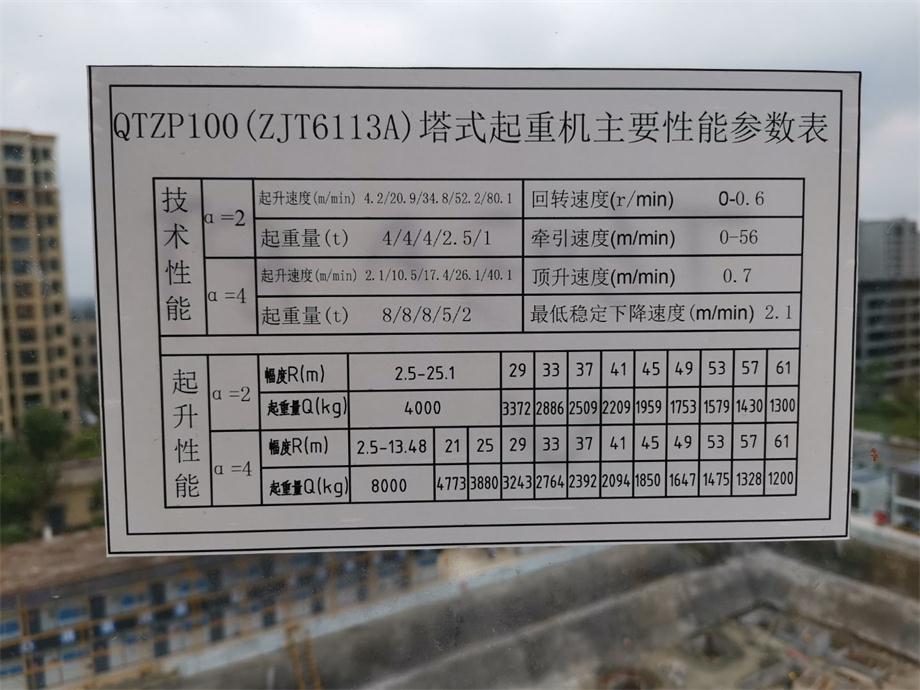 QTZP100(ZJT6113A)塔式起重机主要性能参数表
技术性能
α=2
起升速度(m/min) 4.2/20.9/34.8/52.2/80.1
回转速度(r/min) 0-0.6
起重量(t) 4/4/4/2.5/1
牵引速度(m/min) 0-56
α=4
起升速度(m/min) 2.1/10.5/17.4/26.1/40.1
顶升速度(m/min) 0.7
起重量(t) 8/8/8/5/2
最低稳定下降速度(m/min) 2.1
起升性能
α=2
幅度R(m) 2.5-25.1 29 33 37 41 45 49 53 57 61
起重量Q(kg) 4000 3372 2886 2509 2209 1959 1753 1579 1430 1300
α=4
幅度R(m) 2.5-13.48 21 25 29 33 37 41 45 49 53 57 61
起重量Q(kg) 8000 4773 3880 3243 2764 2392 2094 1850 1647 1475 1328 1200